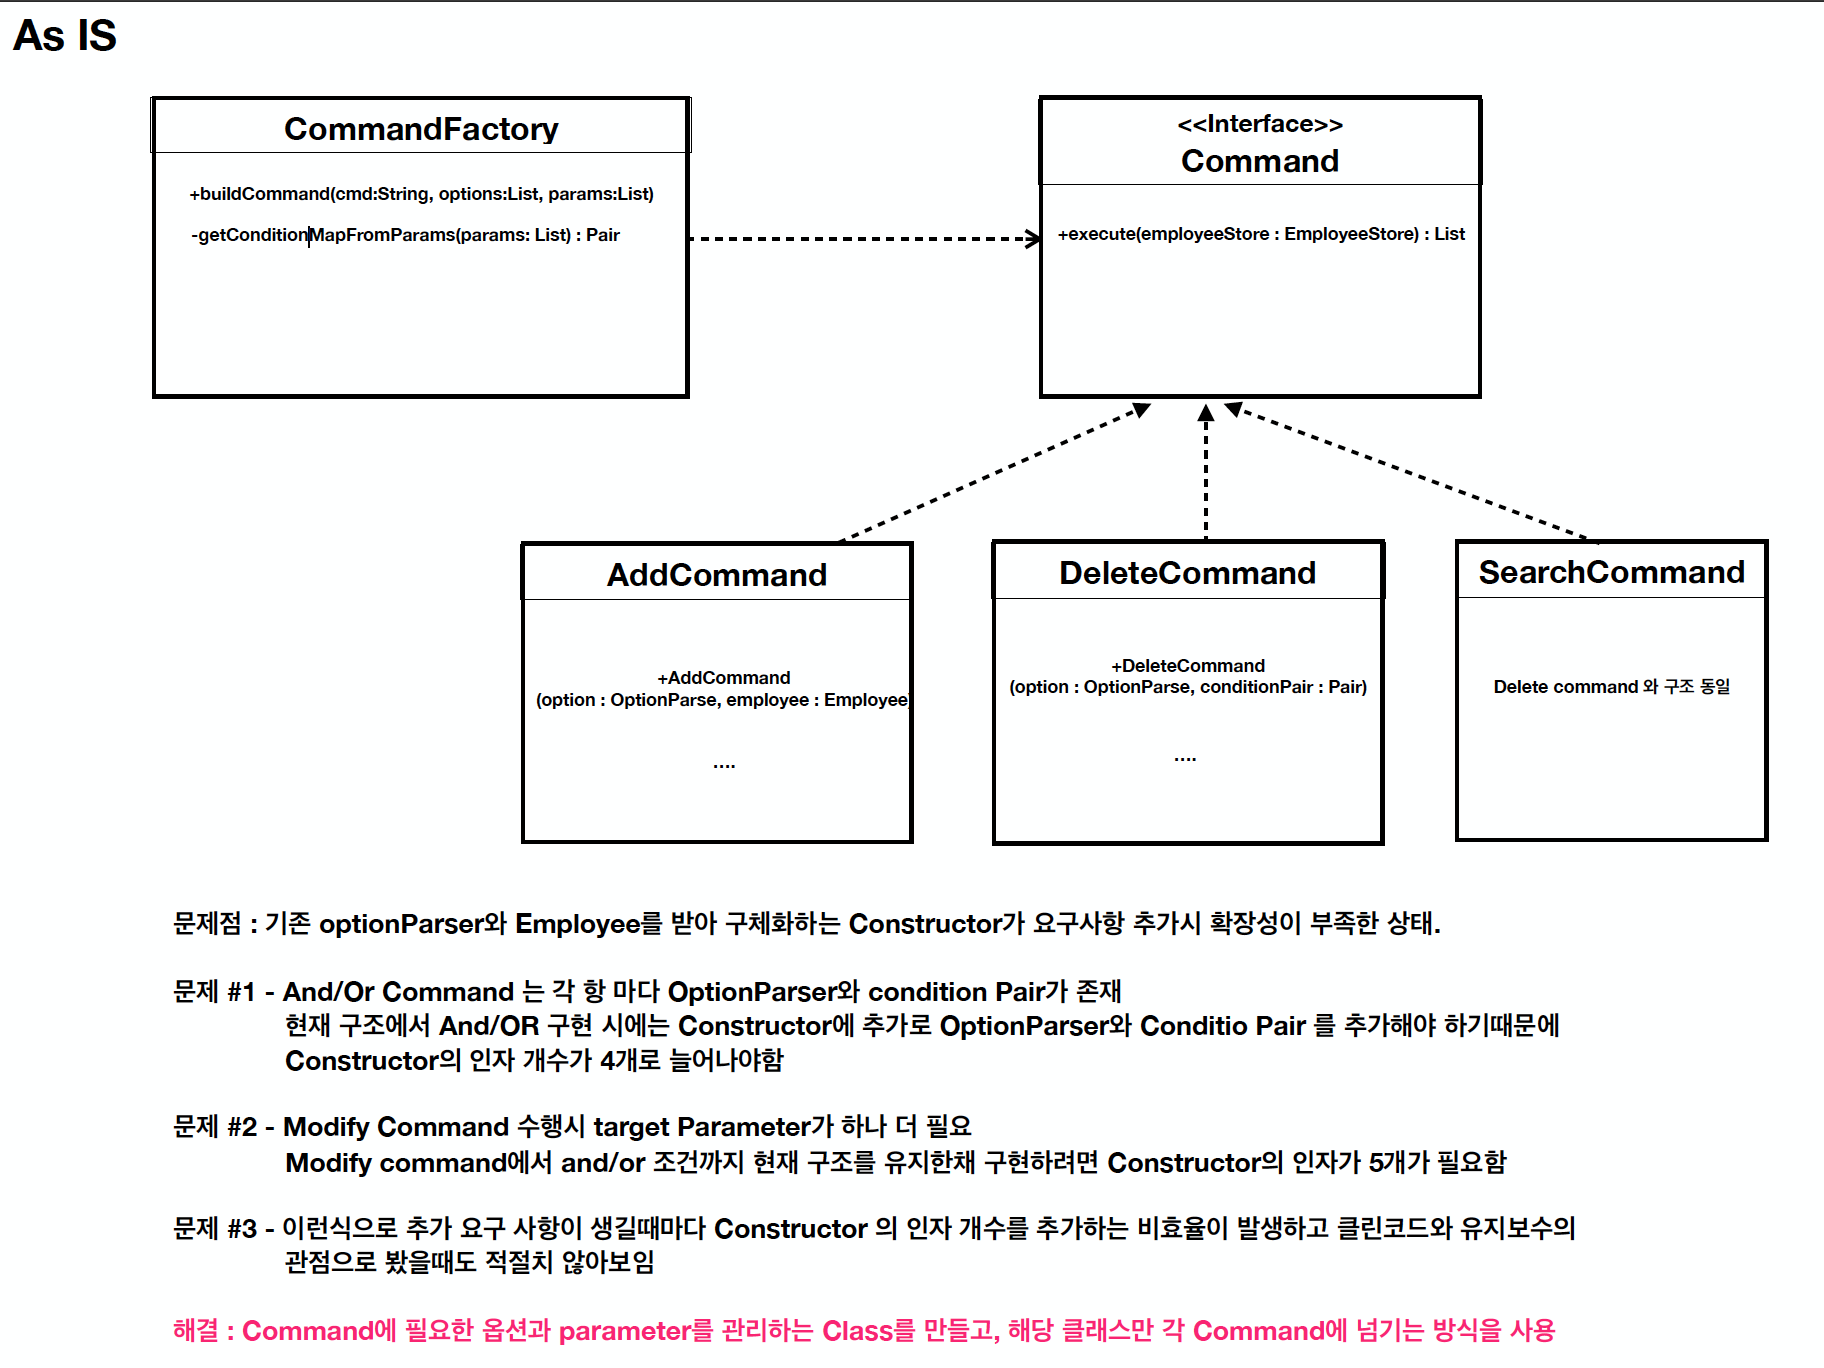 As IS
CommandFactory
+buildCommand(cmd:String, options:List, params:List)
-getConditionMapFromParams(params: List) : Pair
<<Interface>>
Command
+execute(employeeStore : EmployeeStore) : List
AddCommand
+AddCommand
(option : OptionParse, employee : Employee)
....
DeleteCommand
+DeleteCommand
(option : OptionParse, conditionPair : Pair)
....
SearchCommand
Delete command 와 구조 동일
문제점 : 기존 optionParser와 Employee를 받아 구체화하는 Constructor가 요구사항 추가시 확장성이 부족한 상태.
문제 #1 - And/Or Command 는 각 항 마다 OptionParser와 condition Pair가 존재
현재 구조에서 And/OR 구현 시에는 Constructor에 추가로 OptionParser와 Conditio Pair 를 추가해야 하기때문에
Constructor의 인자 개수가 4개로 늘어나야함
문제 #2 - Modify Command 수행시 target Parameter가 하나 더 필요
Modify command에서 and/or 조건까지 현재 구조를 유지한채 구현하려면 Constructor의 인자가 5개가 필요함
문제 #3 - 이런식으로 추가 요구 사항이 생길때마다 Constructor 의 인자 개수를 추가하는 비효율이 발생하고 클린코드와 유지보수의
관점으로 봤을때도 적절치 않아보임
해결 : Command에 필요한 옵션과 parameter를 관리하는 Class를 만들고, 해당 클래스만 각 Command에 넘기는 방식을 사용